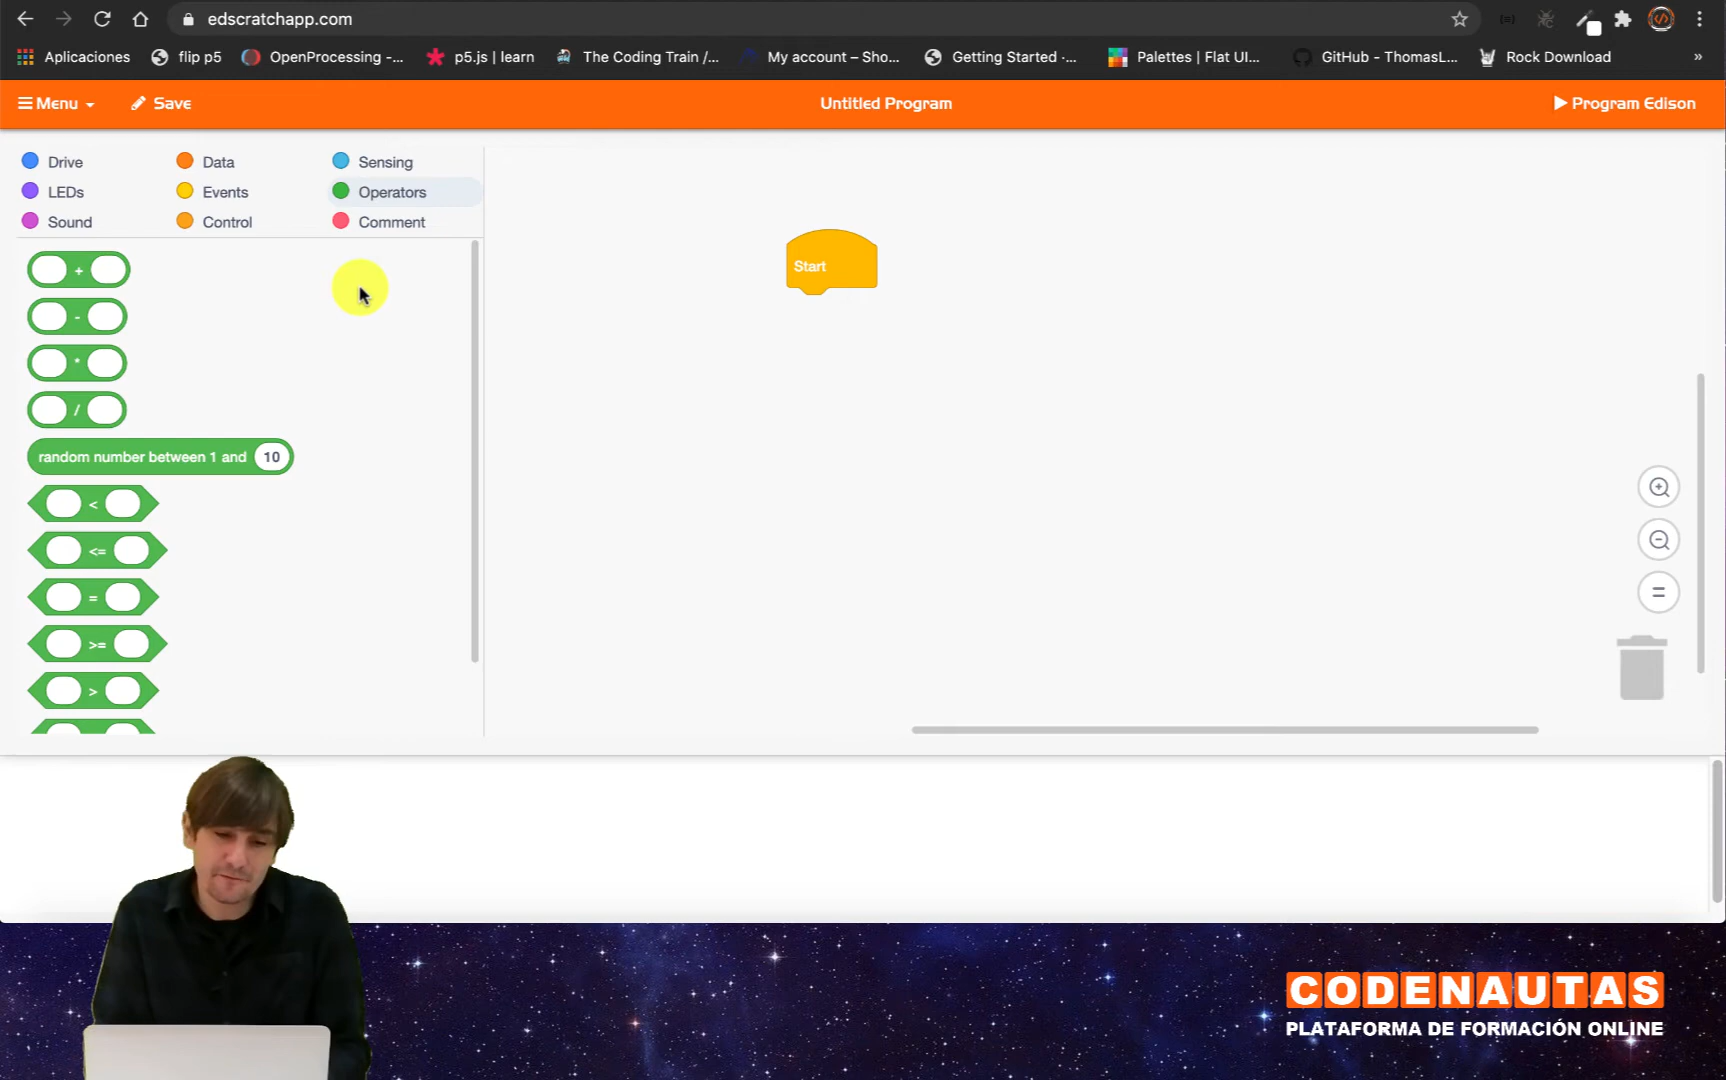 edscratchapp.com
Aplicaciones
flip p5
OpenProcessing -...
p5.js | learn
The Coding Train /...
My account – Sho...
Getting Started ·...
Palettes | Flat UI...
GitHub - ThomasL...
Rock Download
»
Menu
Save
Untitled Program
Program Edison
Drive
Data
Sensing
LEDs
Events
Operators
Sound
Control
Comment
+
-
*
/
random number between 1 and 10
<
<=
=
>=
>
Start
CODENAUTAS
PLATAFORMA DE FORMACIÓN ONLINE